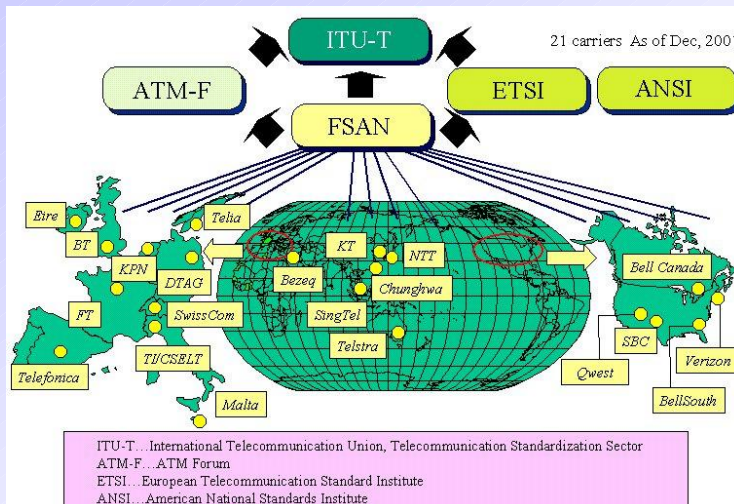 ITU-T
21 carriers As of Dec, 2001
ATM-F
ETSI
ANSI
FSAN
Eire
Telia
BT
KT
NTT
KPN
Bell Canada
DTAG
Bezeq
Chunghwa
FT
SwissCom
SingTel
SBC
Telstra
Verizon
TI/CSELT
Qwest
Telefonica
BellSouth
Malta
ITU-T...International Telecommunication Union, Telecommunication Standardization Sector
ATM-F...ATM Forum
ETSI...European Telecommunication Standard Institute
ANSI...American National Standards Institute